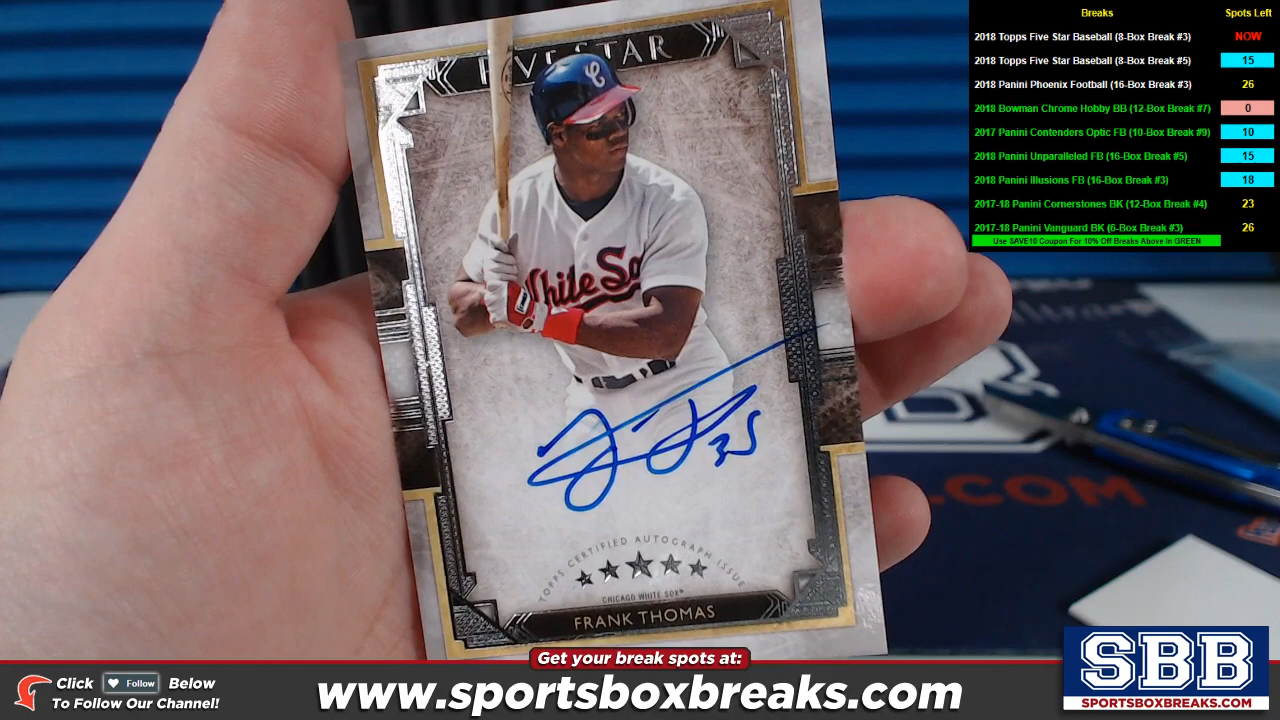 FIVE STAR
C
White So
35
TOPPS CERTIFIED AUTOGRAPH ISSUE
CHICAGO WHITE SOX
FRANK THOMAS
Breaks Spots Left
2018 Topps Five Star Baseball (8-Box Break #3) NOW
2018 Topps Five Star Baseball (8-Box Break #5) 15
2018 Panini Phoenix Football (16-Box Break #3) 26
2018 Bowman Chrome Hobby BB (12-Box Break #7) 0
2017 Panini Contenders Optic FB (10-Box Break #9) 10
2018 Panini Unparalleled FB (16-Box Break #5) 15
2018 Panini Illusions FB (16-Box Break #3) 18
2017-18 Panini Cornerstones BK (12-Box Break #4) 23
2017-18 Panini Vanguard BK (6-Box Break #3) 26
Use SAVE10 Coupon For 10% Off Breaks Above In GREEN
.COM
Get your break spots at:
Click Follow Below
To Follow Our Channel!
www.sportsboxbreaks.com
SBB
SPORTSBOXBREAKS.COM